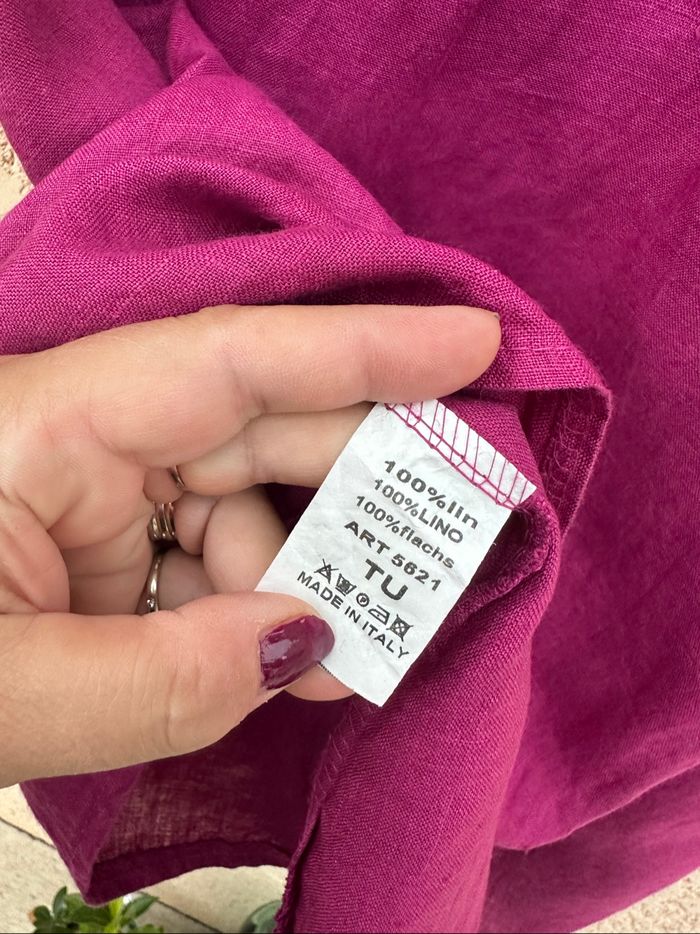 100%lin
100%LINO
100%flachs
ART 5621
TU
MADE IN ITALY